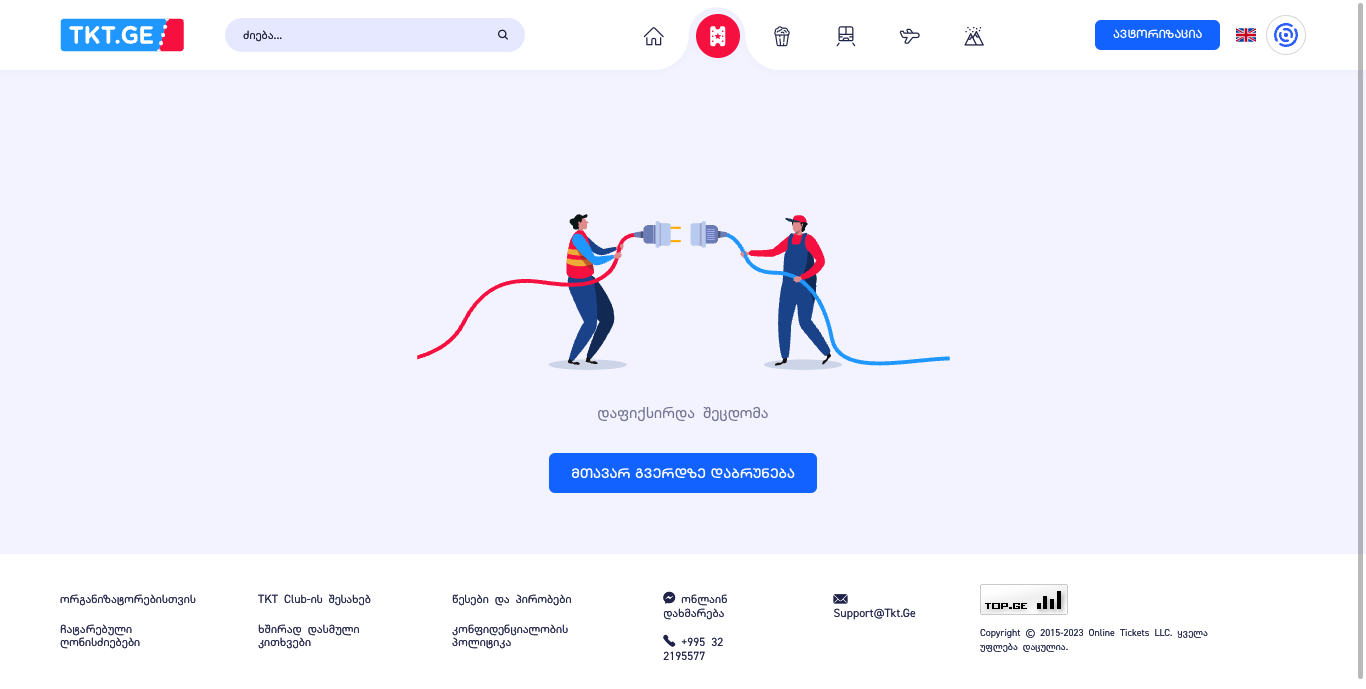 TKT.GE
ძიება...
ავტორიზაცია
დაფიქსირდა შეცდომა
მთავარ გვერდზე დაბრუნება
ორგანიზატორებისთვის
ჩატარებული
ღონისძიებები
TKT Club-ის შესახებ
ხშირად დასმული
კითხვები
წესები და პირობები
კონფიდენციალობის
პოლიტიკა
ონლაინ
დახმარება
+995 32
2195577
Support@Tkt.Ge
TOP.GE
Copyright © 2015-2023 Online Tickets LLC. ყველა
უფლება დაცულია.